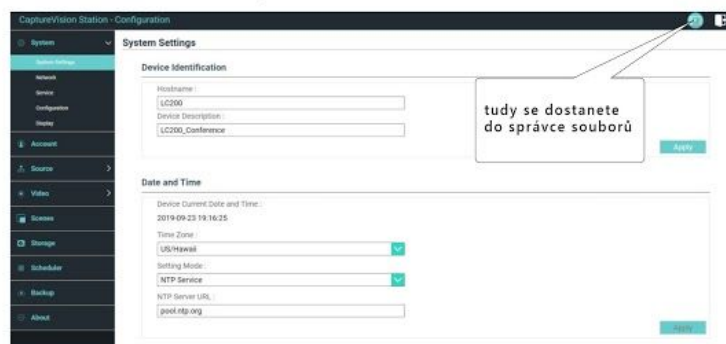 CaptureVision Station - Configuration
System
System Settings
Network
Service
Configuration
Display
Account
Source
Video
Scenes
Storage
Scheduler
Backup
About
System Settings
Device Identification
Hostname :
LC200
Device Description :
LC200_Conference
Apply
tudy se dostanete
do správce souborů
Date and Time
Device Current Date and Time :
2019-09-23 19:16:25
Time Zone :
US/Hawaii
Setting Mode :
NTP Service
NTP Server URL :
pool.ntp.org
Apply